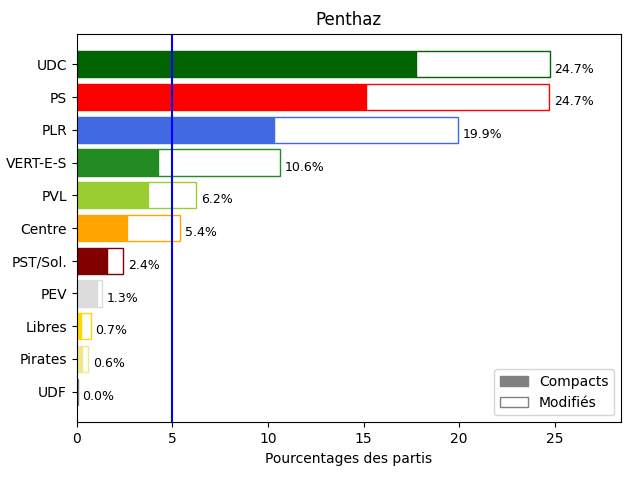 Penthaz
UDC 24.7%
PS 24.7%
PLR 19.9%
VERT-E-S 10.6%
PVL 6.2%
Centre 5.4%
PST/Sol. 2.4%
PEV 1.3%
Libres 0.7%
Pirates 0.6%
UDF 0.0%
Compacts
Modifiés
0 5 10 15 20 25
Pourcentages des partis